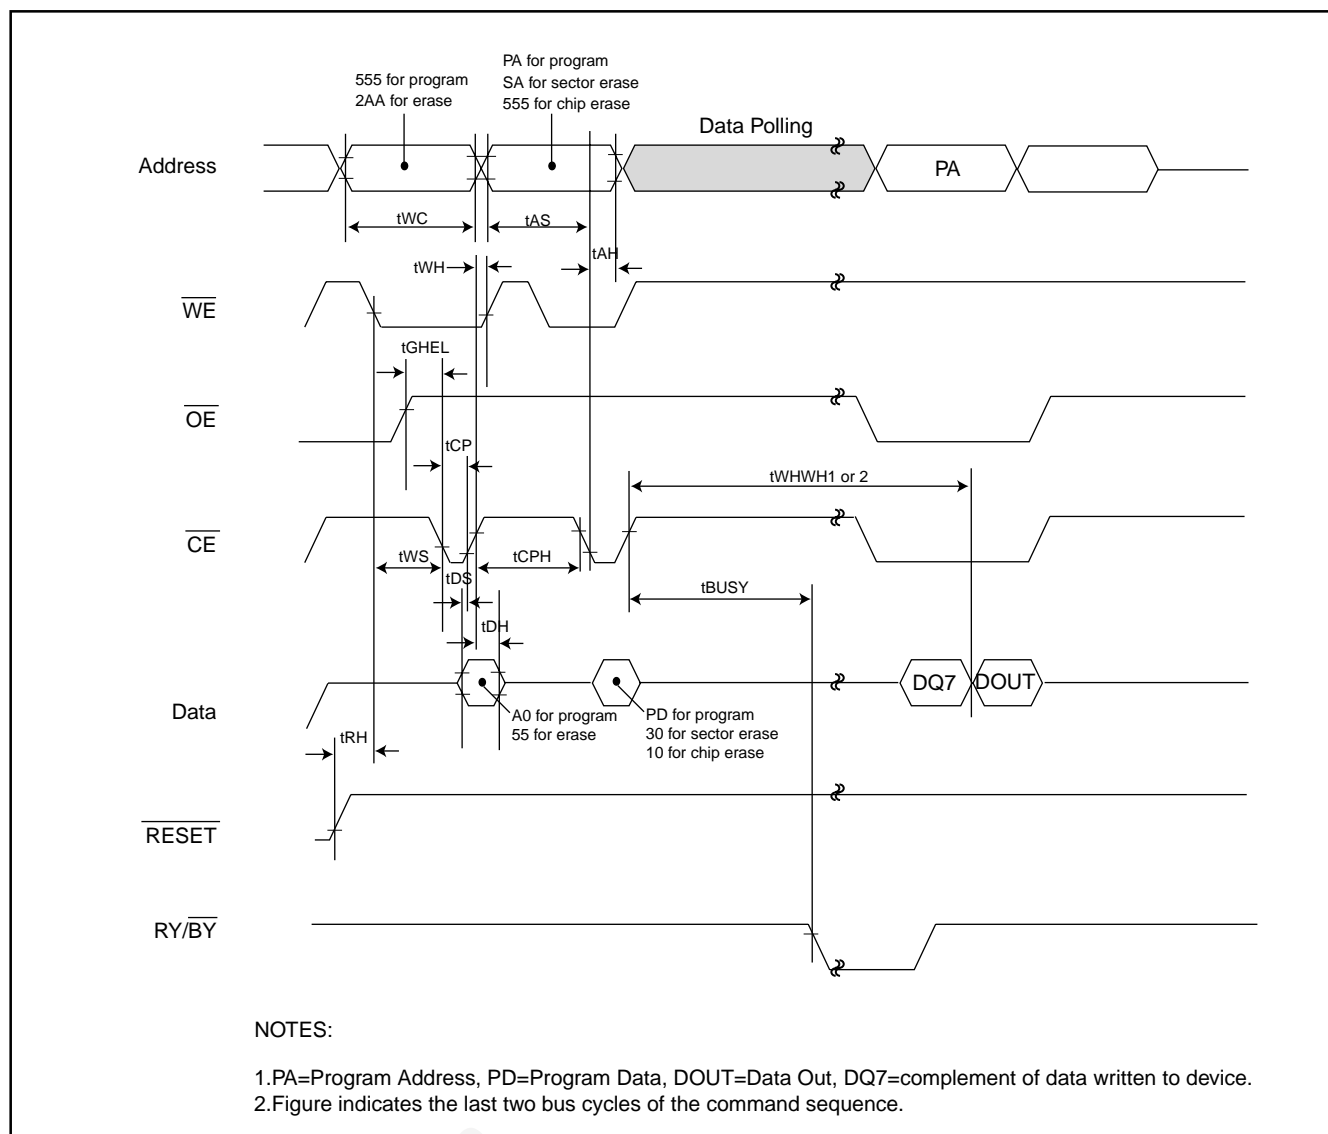 555 for program
2AA for erase
PA for program
SA for sector erase
555 for chip erase
Data Polling
Address
PA
tWC
tAS
tAH
tWH
WE
tGHEL
OE
tCP
tWHWH1 or 2
CE
tWS
tCPH
tDS
tBUSY
tDH
Data
DQ7
DOUT
A0 for program
55 for erase
PD for program
30 for sector erase
10 for chip erase
tRH
RESET
RY/BY
NOTES:
1.PA=Program Address, PD=Program Data, DOUT=Data Out, DQ7=complement of data written to device.
2.Figure indicates the last two bus cycles of the command sequence.